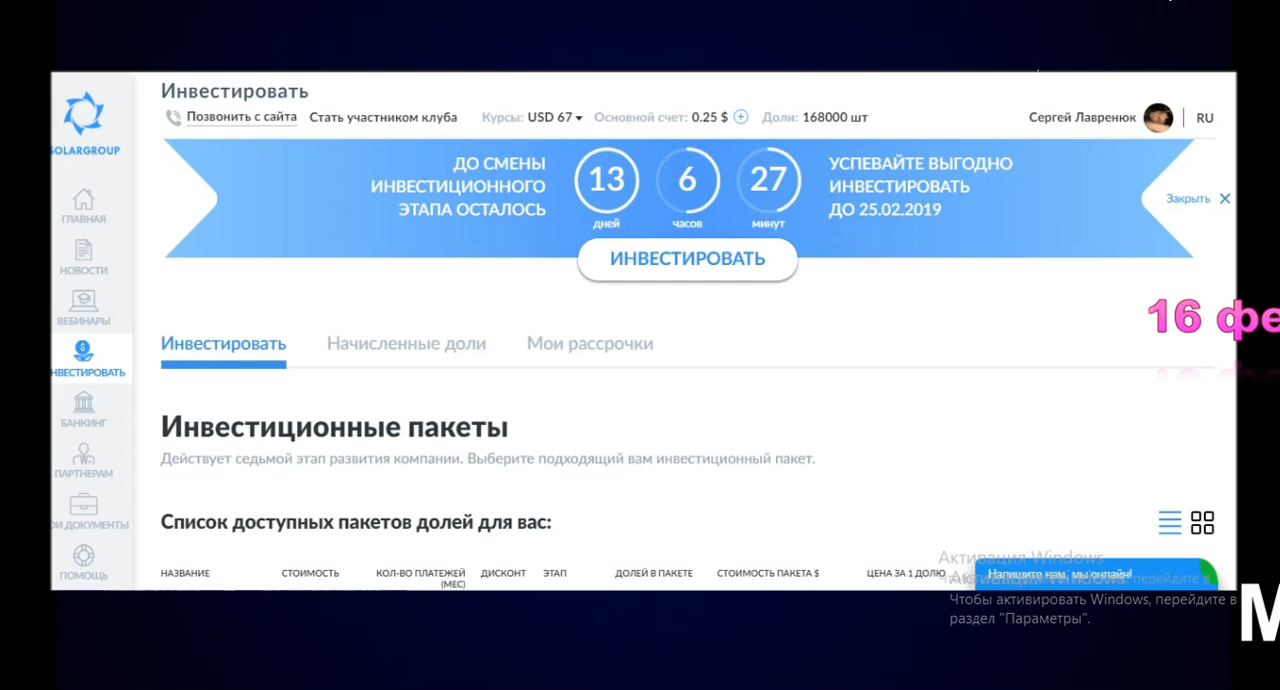 Инвестировать
Позвонить с сайта Стать участником клуба Курсы: USD 67 Основной счет: 0.25 $ Доли: 168000 шт Сергей Лавренюк RU
SOLARGROUP
ДО СМЕНЫ
ИНВЕСТИЦИОННОГО
ЭТАПА ОСТАЛОСЬ
13
дней
6
часов
27
минут
УСПЕВАЙТЕ ВЫГОДНО
ИНВЕСТИРОВАТЬ
ДО 25.02.2019
Закрыть
ИНВЕСТИРОВАТЬ
ГЛАВНАЯ
НОВОСТИ
ВЕБИНАРЫ
НВЕСТИРОВАТЬ
БАНКИНГ
ПАРТНЕРАМ
И ДОКУМЕНТЫ
ПОМОЩЬ
16 фе
Инвестировать Начисленные доли Мои рассрочки
Инвестиционные пакеты
Действует седьмой этап развития компании. Выберите подходящий вам инвестиционный пакет.
Список доступных пакетов долей для вас:
НАЗВАНИЕ СТОИМОСТЬ КОЛ-ВО ПЛАТЕЖЕЙ (МЕС) ДИСКОНТ ЭТАП ДОЛЕЙ В ПАКЕТЕ СТОИМОСТЬ ПАКЕТА $ ЦЕНА ЗА 1 ДОЛЮ
Напишите нам, мы онлайн!
Активация Windows
Активация Windows
перейдите в
Чтобы активировать Windows, перейдите в
раздел "Параметры".
М